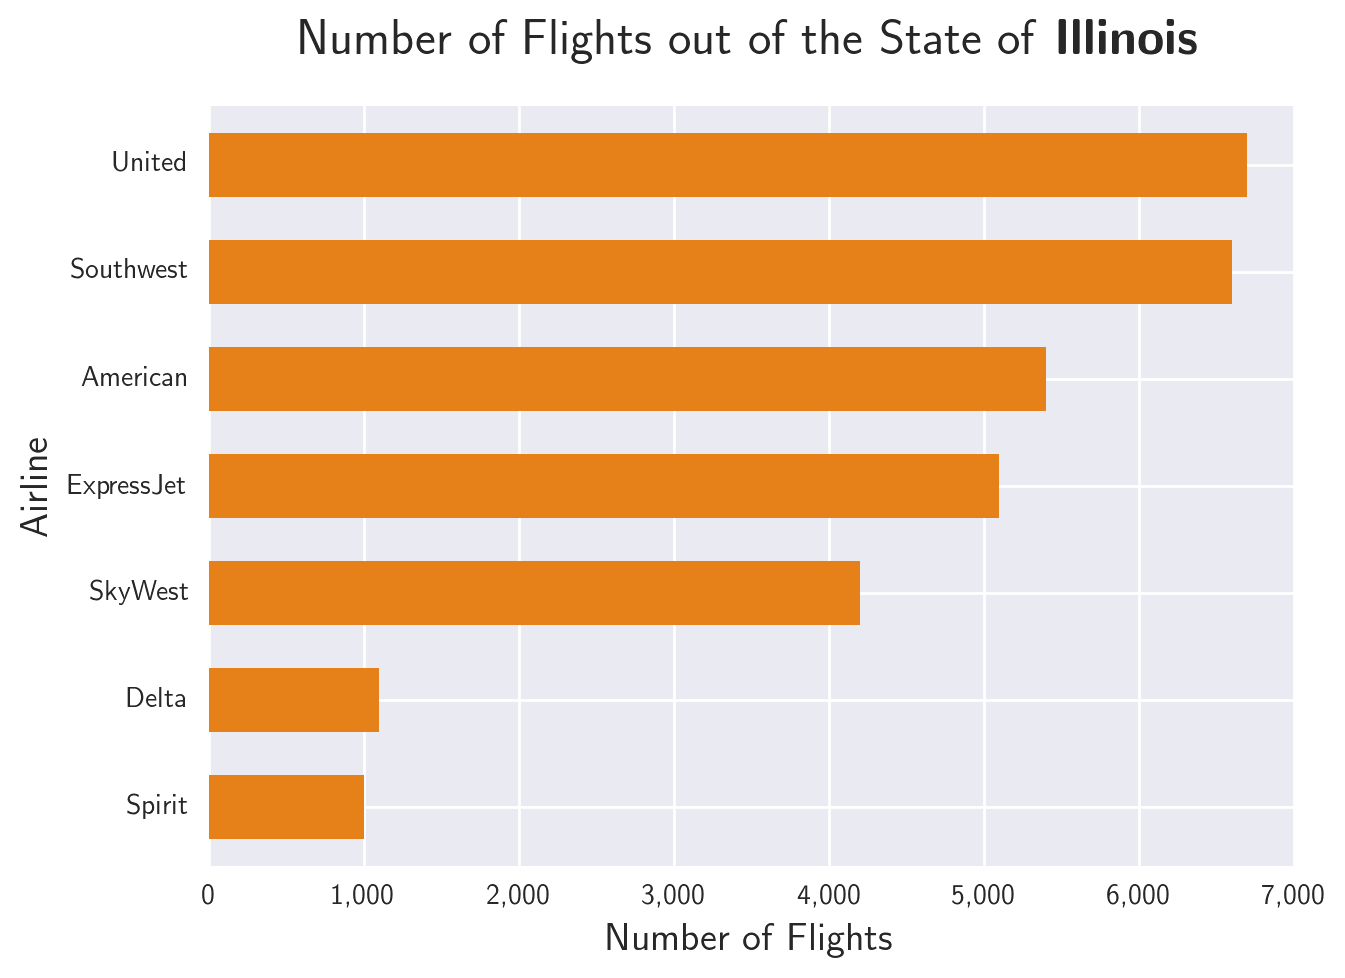 Number of Flights out of the State of Illinois
United
Southwest
American
ExpressJet
SkyWest
Delta
Spirit
Airline
0 1,000 2,000 3,000 4,000 5,000 6,000 7,000
Number of Flights